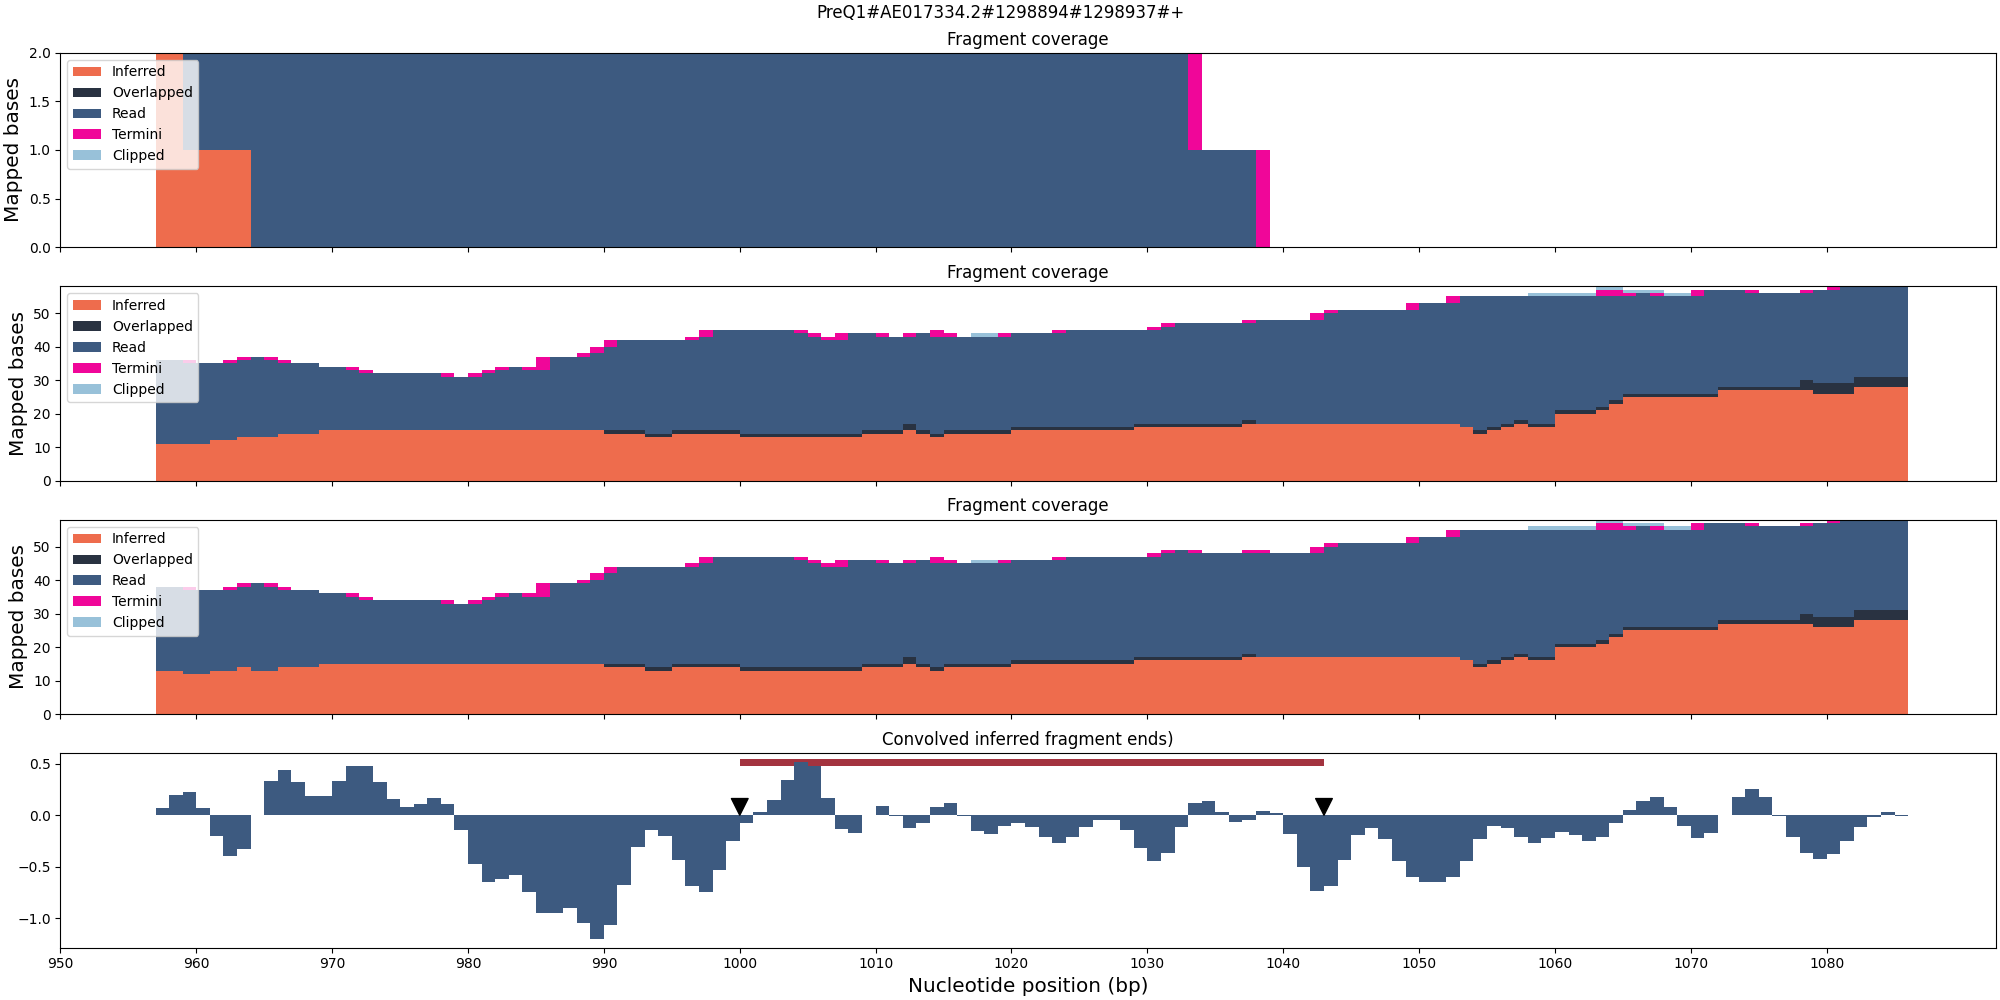 PreQ1#AE017334.2#1298894#1298937#+
Fragment coverage
Mapped bases
2.0
1.5
1.0
0.5
0.0
Inferred
Overlapped
Read
Termini
Clipped
Fragment coverage
Mapped bases
50
40
30
20
10
0
Inferred
Overlapped
Read
Termini
Clipped
Fragment coverage
Mapped bases
50
40
30
20
10
0
Inferred
Overlapped
Read
Termini
Clipped
Convolved inferred fragment ends)
0.5
0.0
−0.5
−1.0
950 960 970 980 990 1000 1010 1020 1030 1040 1050 1060 1070 1080
Nucleotide position (bp)